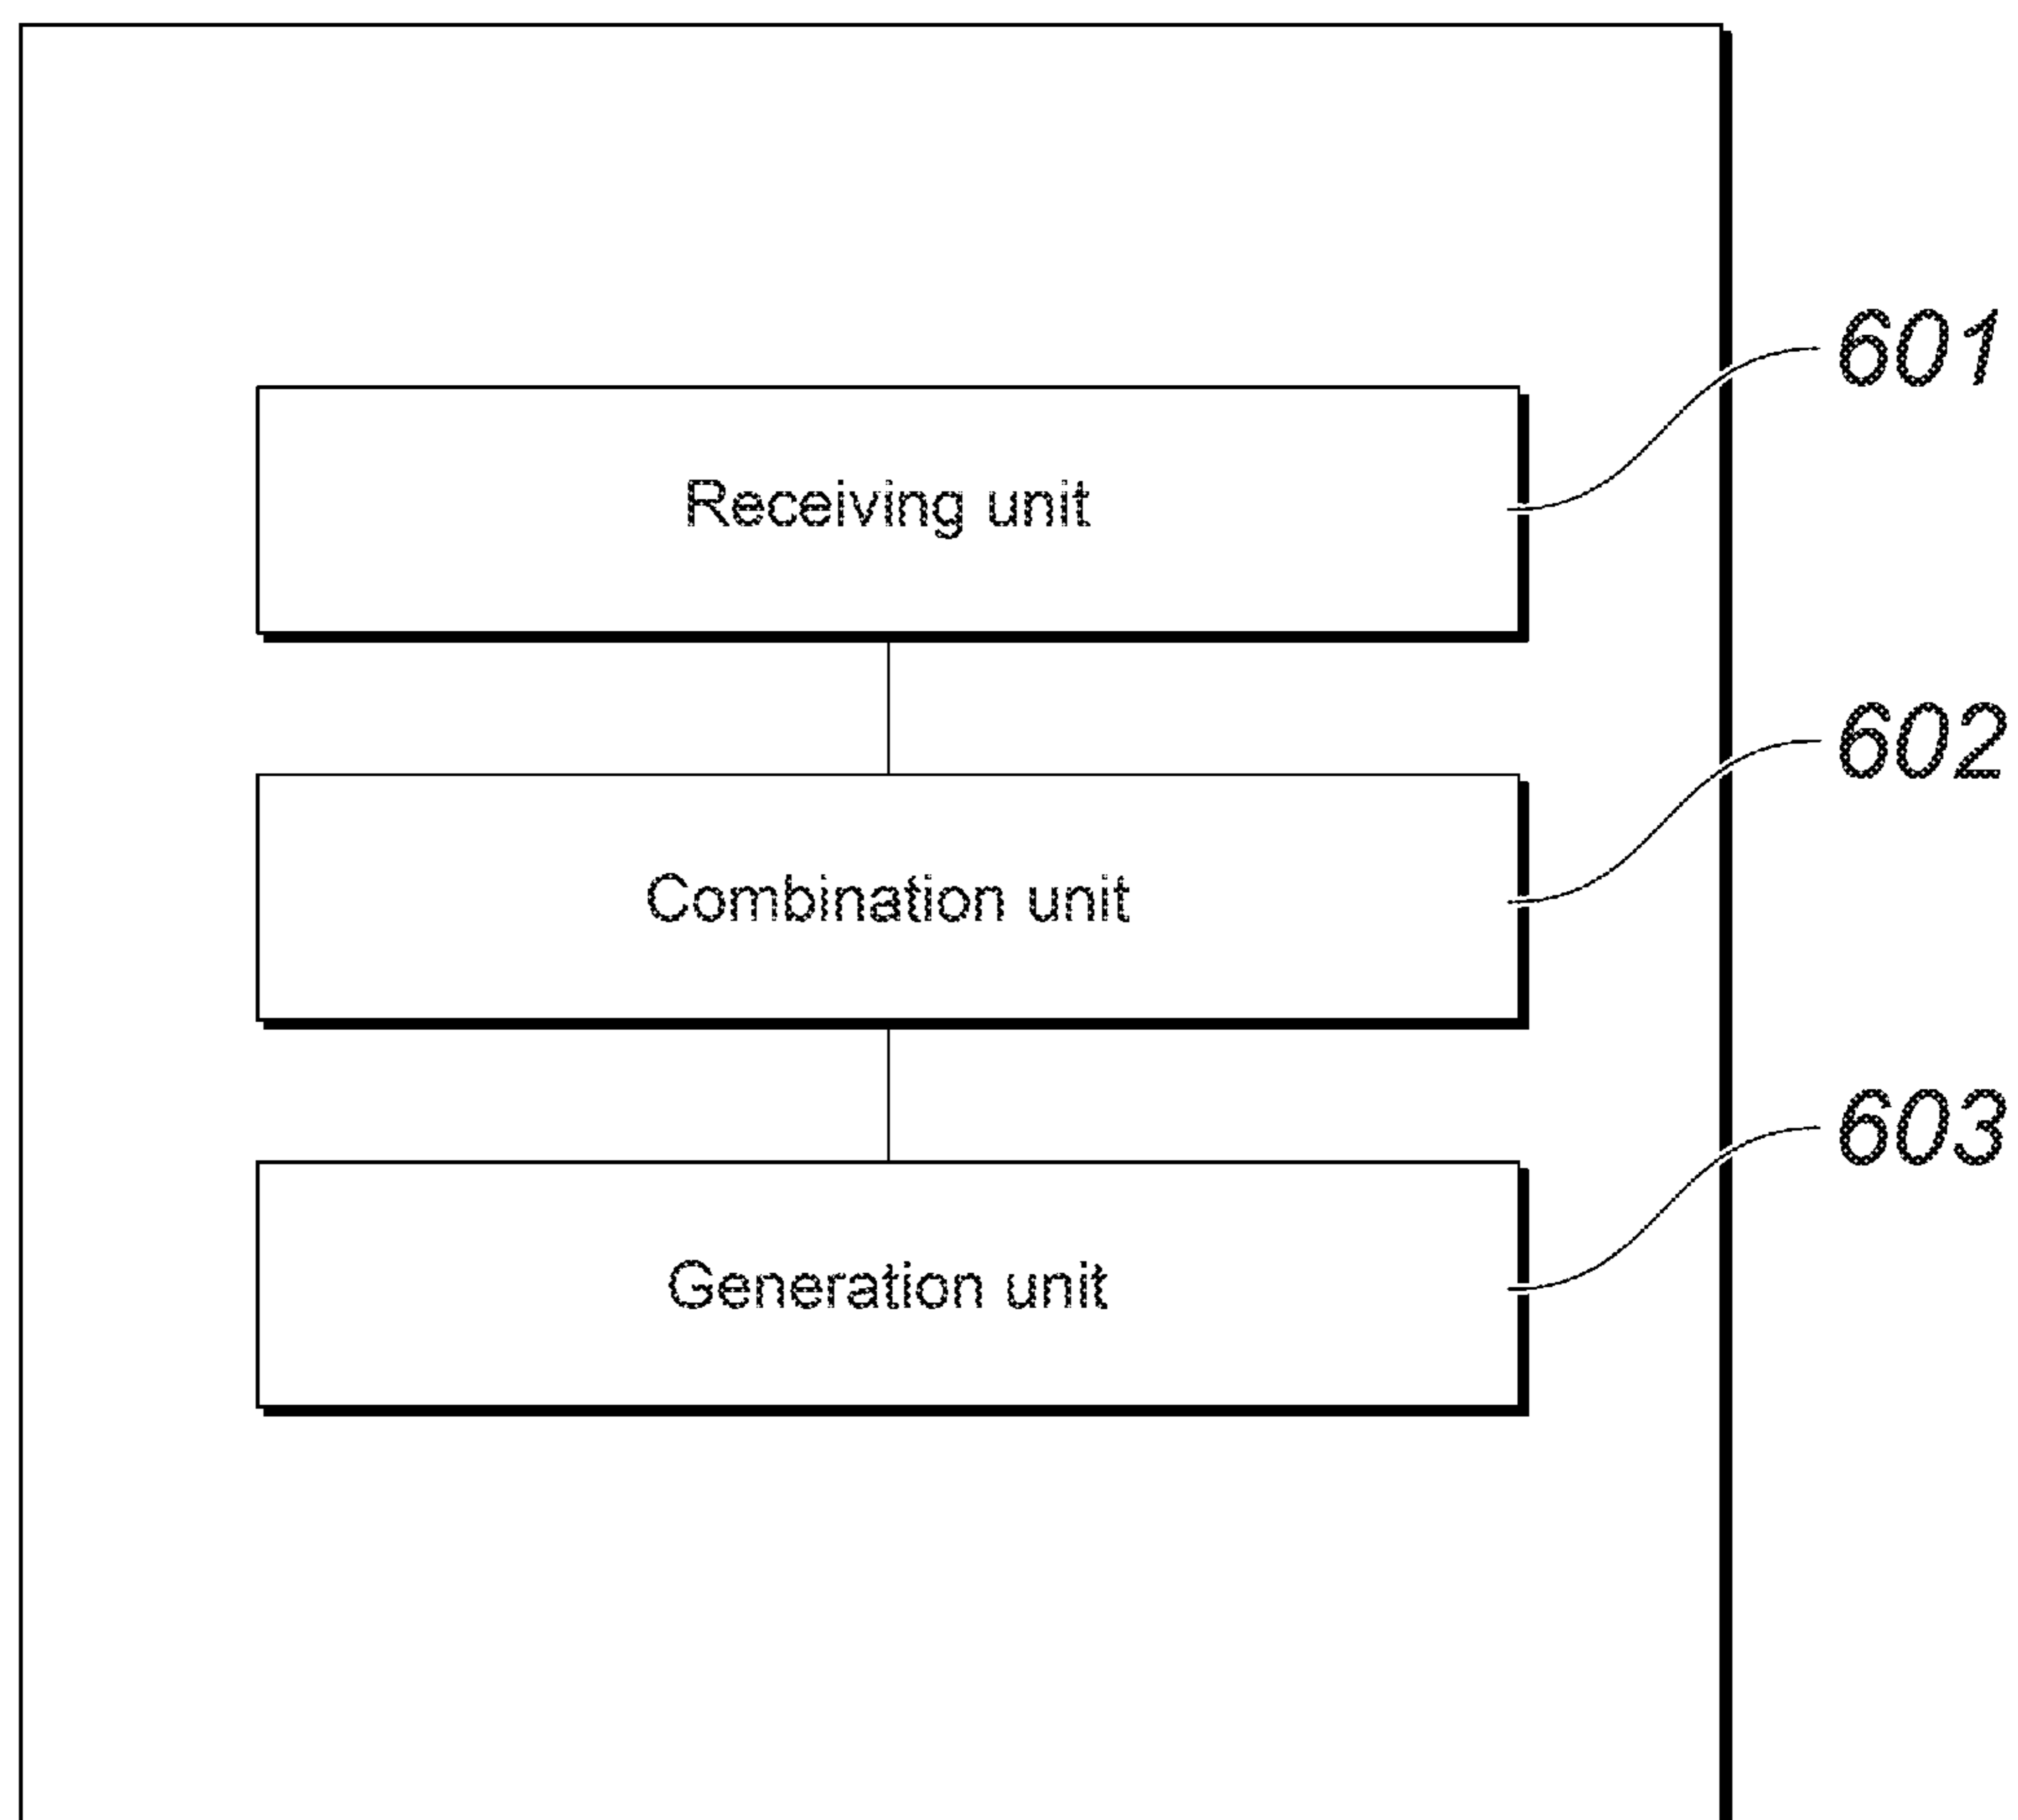 601
Receiving unit
602
Combination unit
603
Generation unit